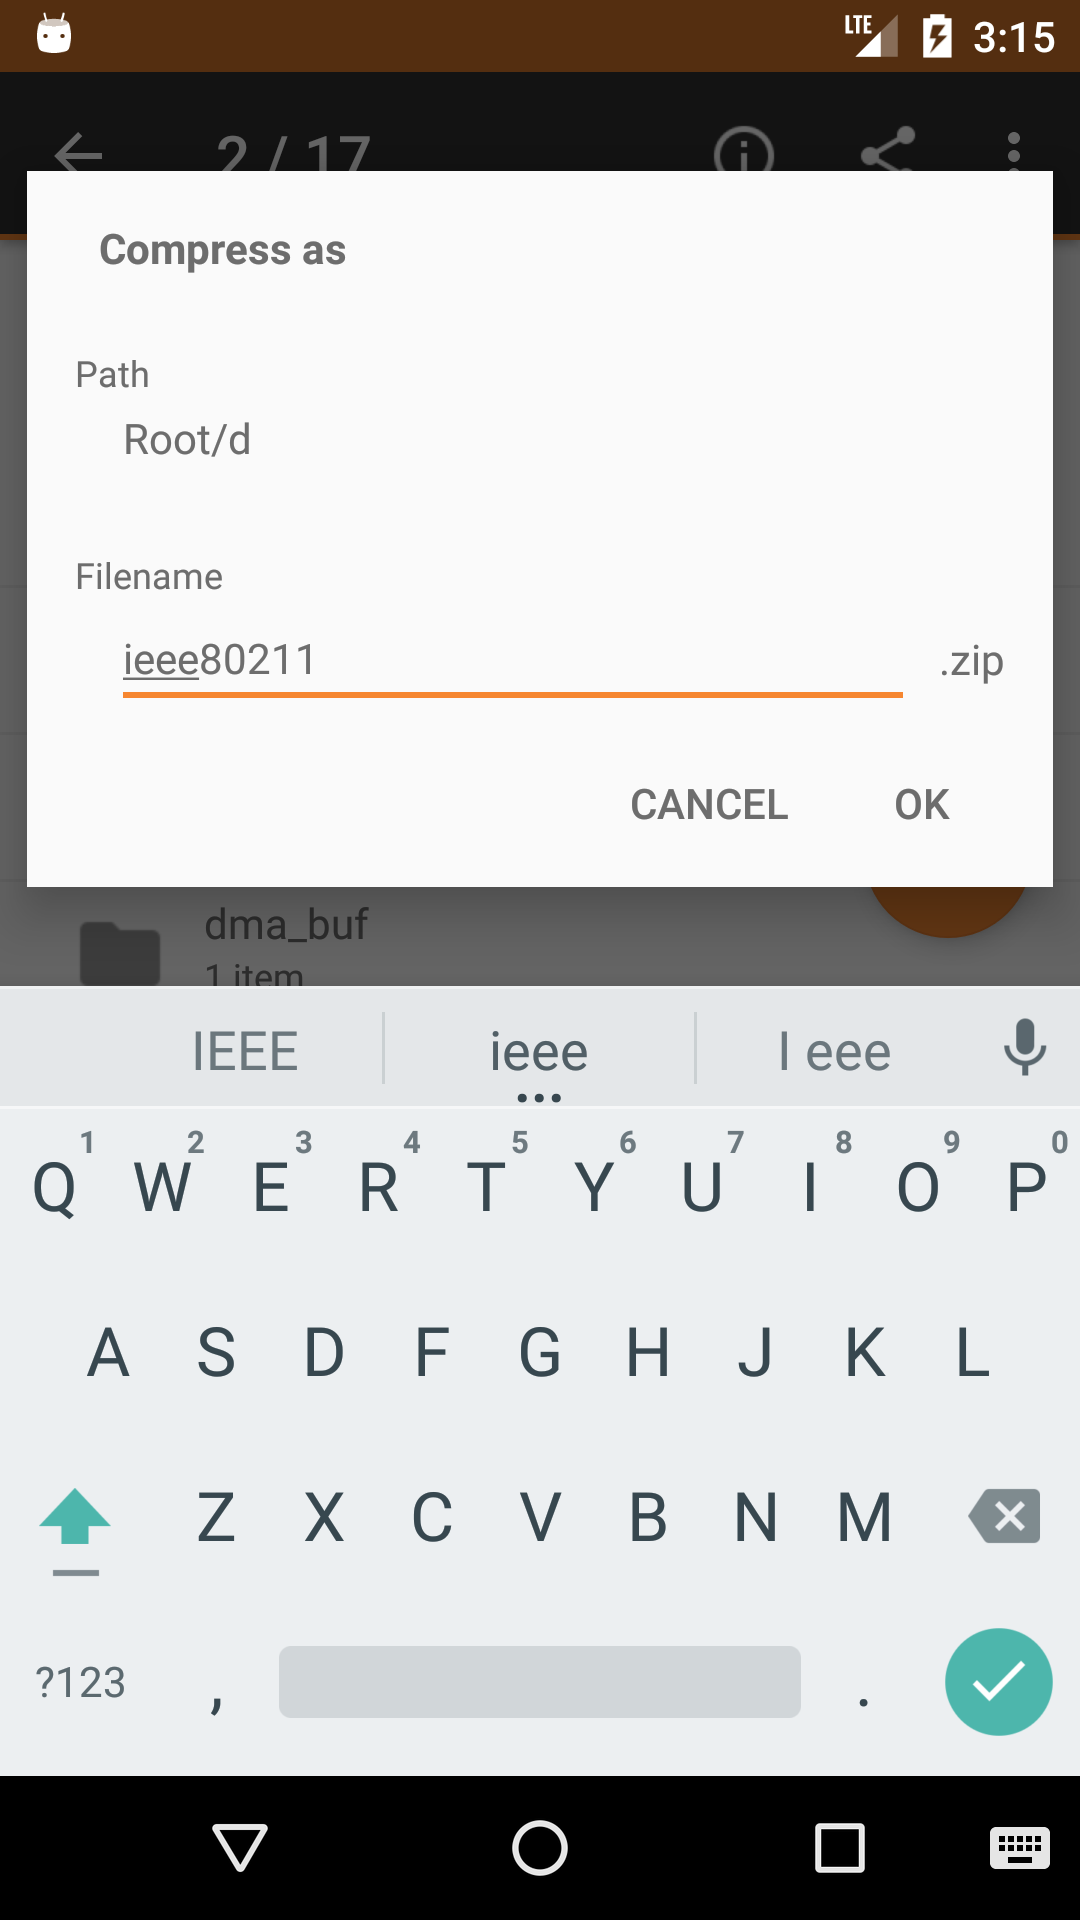 LTE 3:15
2 / 17
Compress as
Path
Root/d
Filename
ieee80211 .zip
CANCEL OK
dma_buf
1 item
IEEE ieee I eee
1 2 3 4 5 6 7 8 9 0
Q W E R T Y U I O P
A S D F G H J K L
Z X C V B N M
?123 , .